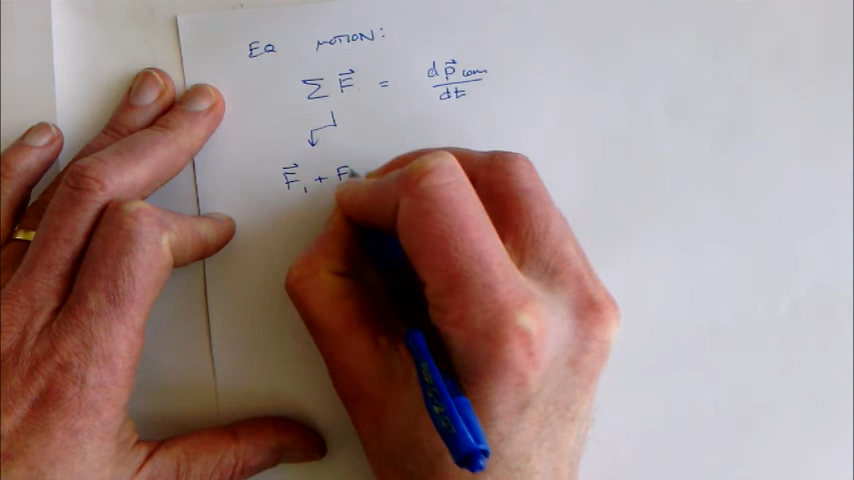 EQ MOTION:
∑ F⃗ = dp⃗ com / dt
F⃗₁ + F